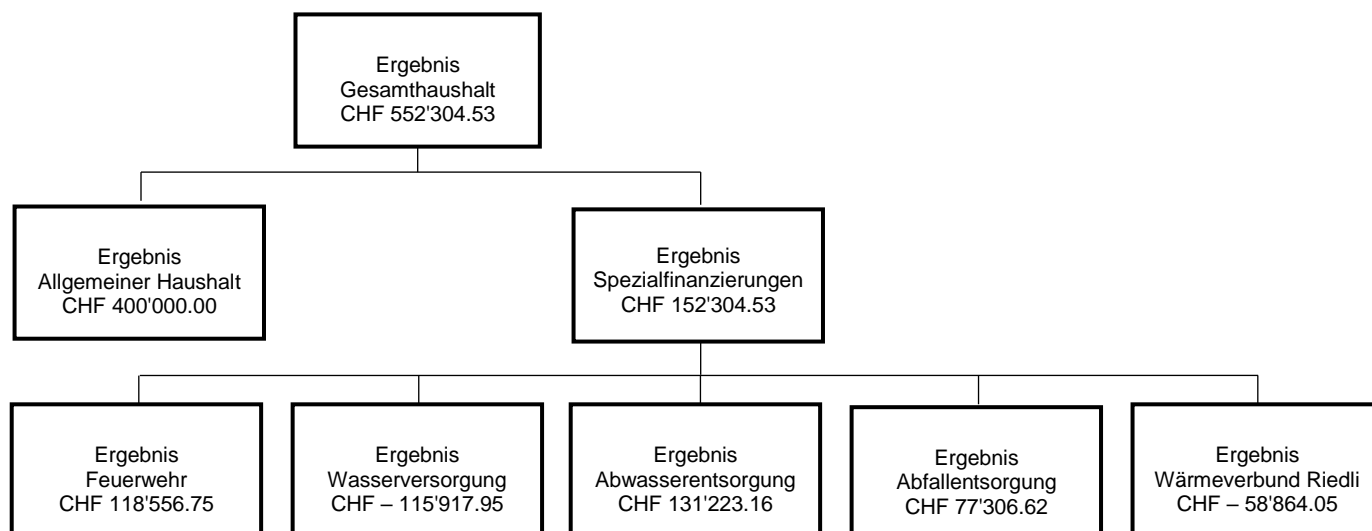 Ergebnis
Gesamthaushalt
CHF 552'304.53
Ergebnis
Allgemeiner Haushalt
CHF 400'000.00
Ergebnis
Spezialfinanzierungen
CHF 152'304.53
Ergebnis
Feuerwehr
CHF 118'556.75
Ergebnis
Wasserversorgung
CHF – 115'917.95
Ergebnis
Abwasserentsorgung
CHF 131'223.16
Ergebnis
Abfallentsorgung
CHF 77'306.62
Ergebnis
Wärmeverbund Riedli
CHF – 58'864.05